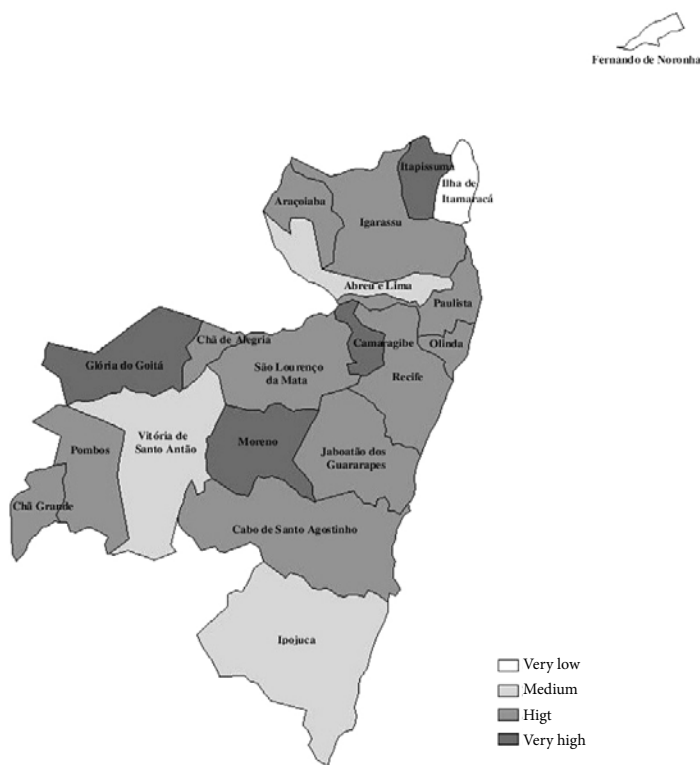 Fernando de Noronha
Itapissuma
Ilha de
Itamaracá
Araçoiaba
Igarassu
Abreu e Lima
Paulista
Chã de Alegria
Camaragibe
Olinda
Glória do Goitá
São Lourenço
da Mata
Recife
Vitória de
Santo Antão
Moreno
Pombos
Jaboatão dos
Guararapes
Chã Grande
Cabo de Santo Agostinho
Ipojuca
Very low
Medium
Higt
Very high